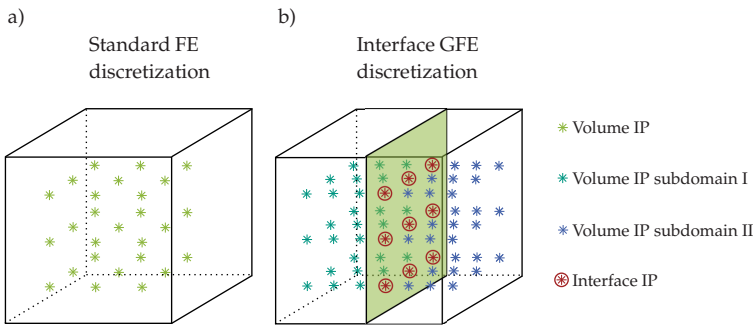 a)
Standard FE
discretization
b)
Interface GFE
discretization
Volume IP
Volume IP subdomain I
Volume IP subdomain II
Interface IP